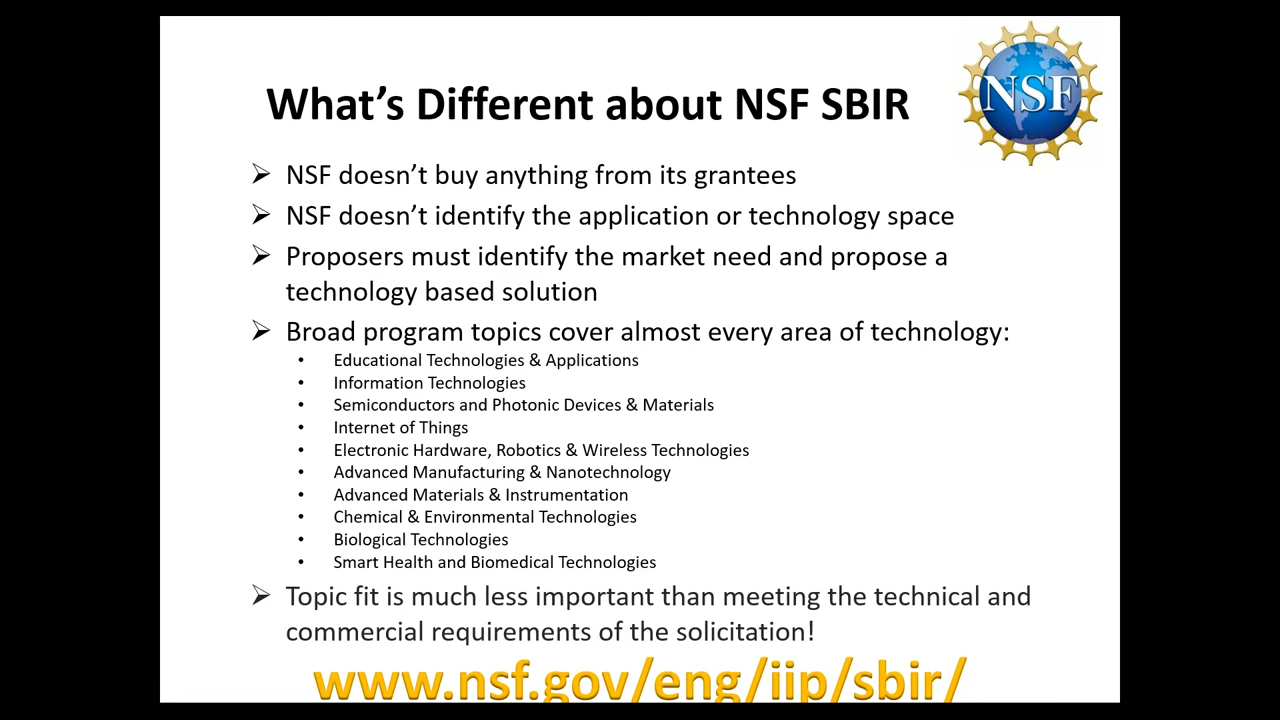 What's Different about NSF SBIR
NSF
➢ NSF doesn't buy anything from its grantees
➢ NSF doesn't identify the application or technology space
➢ Proposers must identify the market need and propose a
technology based solution
➢ Broad program topics cover almost every area of technology:
• Educational Technologies & Applications
• Information Technologies
• Semiconductors and Photonic Devices & Materials
• Internet of Things
• Electronic Hardware, Robotics & Wireless Technologies
• Advanced Manufacturing & Nanotechnology
• Advanced Materials & Instrumentation
• Chemical & Environmental Technologies
• Biological Technologies
• Smart Health and Biomedical Technologies
➢ Topic fit is much less important than meeting the technical and
commercial requirements of the solicitation!
www.nsf.gov/eng/iip/sbir/